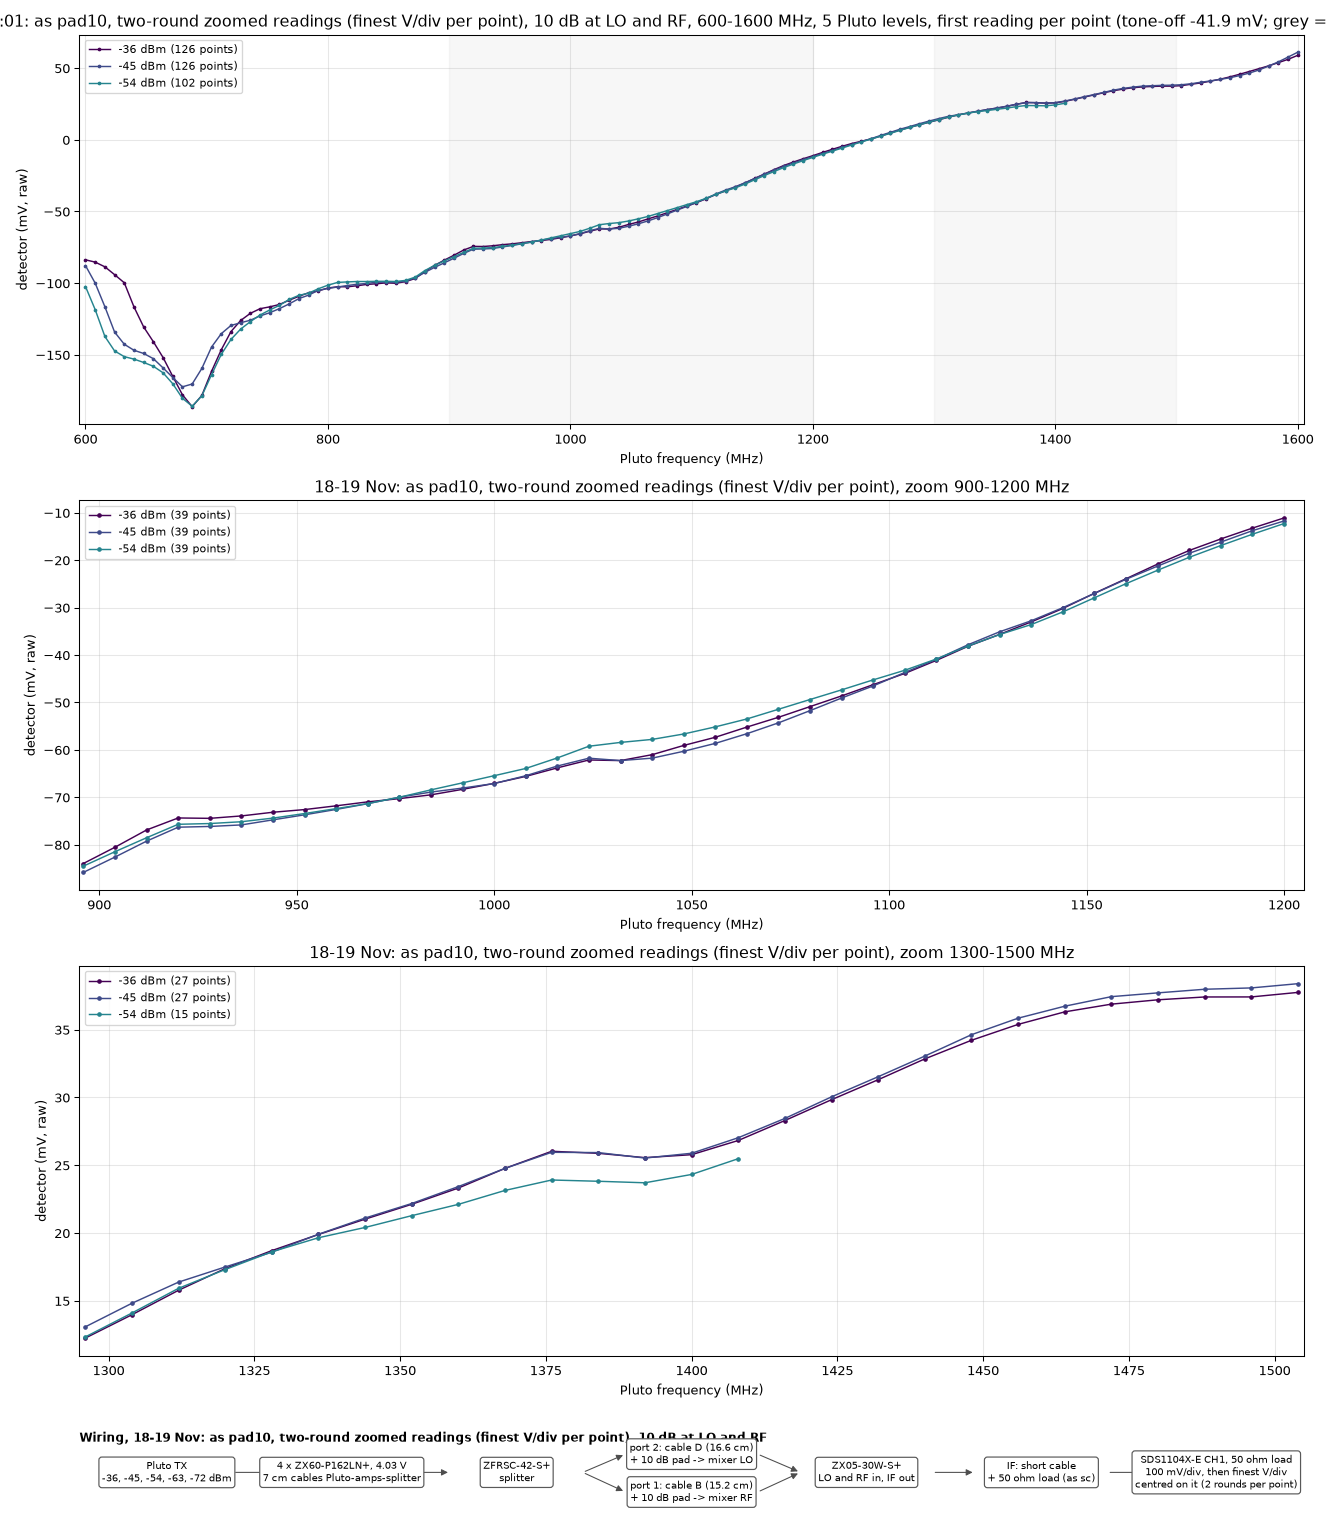 :01: as pad10, two-round zoomed readings (finest V/div per point), 10 dB at LO and RF, 600-1600 MHz, 5 Pluto levels, first reading per point (tone-off -41.9 mV; grey =
-36 dBm (126 points)
-45 dBm (126 points)
-54 dBm (102 points)
50
0
−50
−100
−150
detector (mV, raw)
600
800
1000
1200
1400
1600
Pluto frequency (MHz)
18-19 Nov: as pad10, two-round zoomed readings (finest V/div per point), zoom 900-1200 MHz
-36 dBm (39 points)
-45 dBm (39 points)
-54 dBm (39 points)
−10
−20
−30
−40
−50
−60
−70
−80
detector (mV, raw)
900
950
1000
1050
1100
1150
1200
Pluto frequency (MHz)
18-19 Nov: as pad10, two-round zoomed readings (finest V/div per point), zoom 1300-1500 MHz
-36 dBm (27 points)
-45 dBm (27 points)
-54 dBm (15 points)
35
30
25
20
15
detector (mV, raw)
1300
1325
1350
1375
1400
1425
1450
1475
1500
Pluto frequency (MHz)
Wiring, 18-19 Nov: as pad10, two-round zoomed readings (finest V/div per point), 10 dB at LO and RF
Pluto TX
-36, -45, -54, -63, -72 dBm
4 x ZX60-P162LN+, 4.03 V
7 cm cables Pluto-amps-splitter
ZFRSC-42-S+
splitter
port 2: cable D (16.6 cm)
+ 10 dB pad -> mixer LO
port 1: cable B (15.2 cm)
+ 10 dB pad -> mixer RF
ZX05-30W-S+
LO and RF in, IF out
IF: short cable
+ 50 ohm load (as sc)
SDS1104X-E CH1, 50 ohm load
100 mV/div, then finest V/div
centred on it (2 rounds per point)